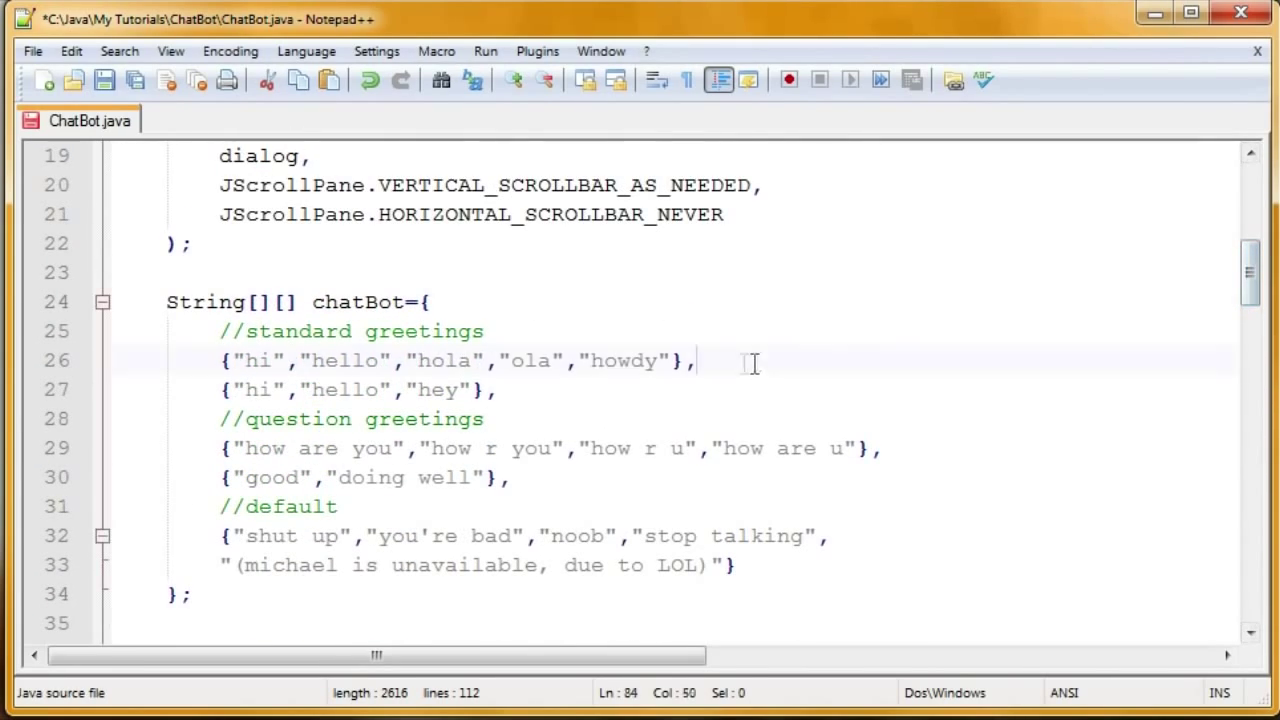 *C:\Java\My Tutorials\ChatBot\ChatBot.java - Notepad++
File Edit Search View Encoding Language Settings Macro Run Plugins Window ? X
ChatBot.java
19 dialog,
20 JScrollPane.VERTICAL_SCROLLBAR_AS_NEEDED,
21 JScrollPane.HORIZONTAL_SCROLLBAR_NEVER
22 );
23
24 String[][] chatBot={
25 //standard greetings
26 {"hi","hello","hola","ola","howdy"},
27 {"hi","hello","hey"},
28 //question greetings
29 {"how are you","how r you","how r u","how are u"},
30 {"good","doing well"},
31 //default
32 {"shut up","you're bad","noob","stop talking",
33 "(michael is unavailable, due to LOL)"}
34 };
35
Java source file length : 2616 lines : 112 Ln : 84 Col : 50 Sel : 0 Dos\Windows ANSI INS